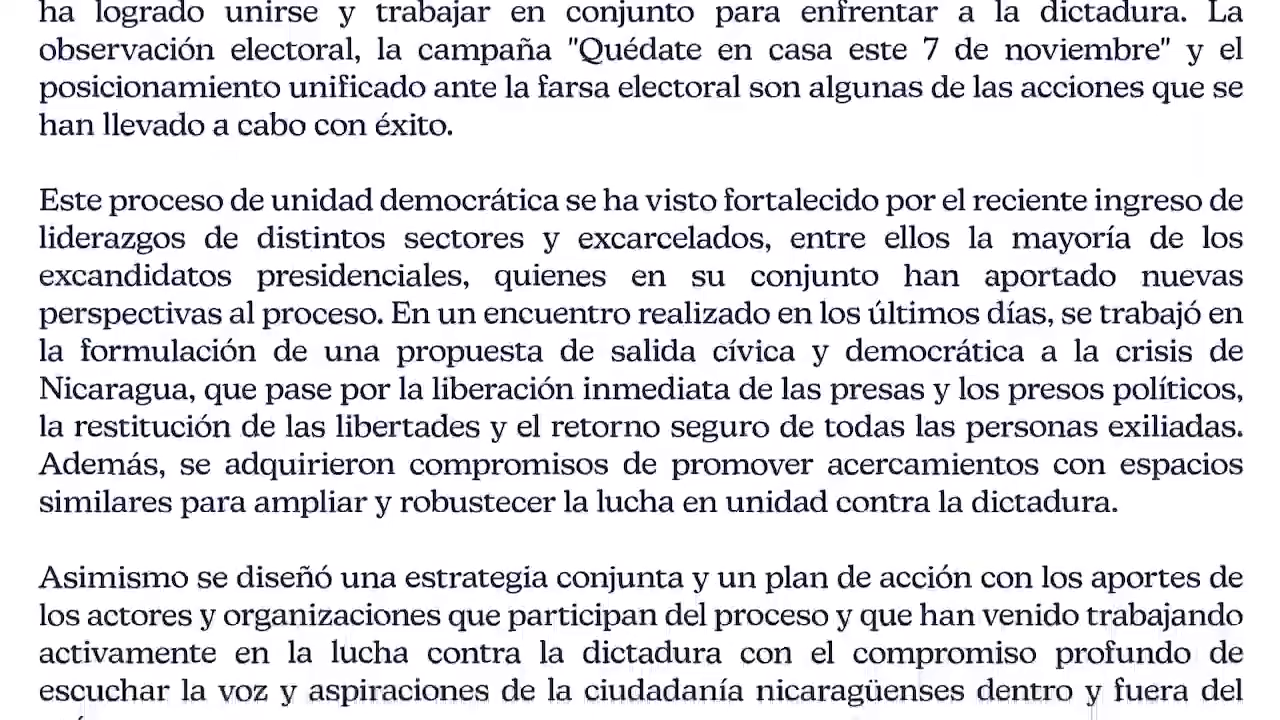 ha logrado unirse y trabajar en conjunto para enfrentar a la dictadura. La
observación electoral, la campaña "Quédate en casa este 7 de noviembre" y el
posicionamiento unificado ante la farsa electoral son algunas de las acciones que se
han llevado a cabo con éxito.
Este proceso de unidad democrática se ha visto fortalecido por el reciente ingreso de
liderazgos de distintos sectores y excarcelados, entre ellos la mayoría de los
excandidatos presidenciales, quienes en su conjunto han aportado nuevas
perspectivas al proceso. En un encuentro realizado en los últimos días, se trabajó en
la formulación de una propuesta de salida cívica y democrática a la crisis de
Nicaragua, que pase por la liberación inmediata de las presas y los presos políticos,
la restitución de las libertades y el retorno seguro de todas las personas exiliadas.
Además, se adquirieron compromisos de promover acercamientos con espacios
similares para ampliar y robustecer la lucha en unidad contra la dictadura.
Asimismo se diseñó una estrategia conjunta y un plan de acción con los aportes de
los actores y organizaciones que participan del proceso y que han venido trabajando
activamente en la lucha contra la dictadura con el compromiso profundo de
escuchar la voz y aspiraciones de la ciudadanía nicaragüenses dentro y fuera del